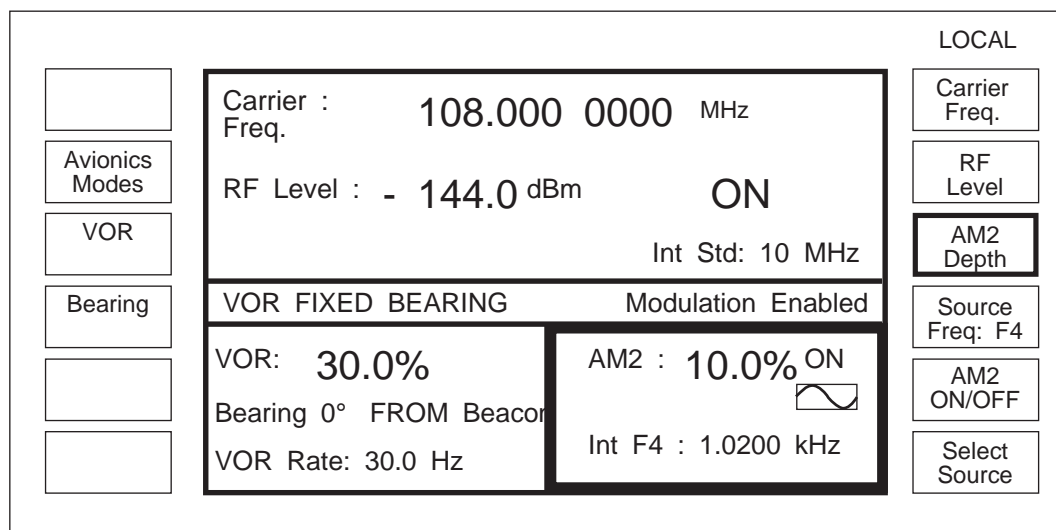 LOCAL
Avionics
Modes
VOR
Bearing
Carrier :
Freq.
108.000 0000 MHz
RF Level : - 144.0 dBm ON
Int Std: 10 MHz
VOR FIXED BEARING Modulation Enabled
VOR: 30.0%
Bearing 0° FROM Beacon
VOR Rate: 30.0 Hz
AM2 : 10.0% ON
Int F4 : 1.0200 kHz
Carrier
Freq.
RF
Level
AM2
Depth
Source
Freq: F4
AM2
ON/OFF
Select
Source